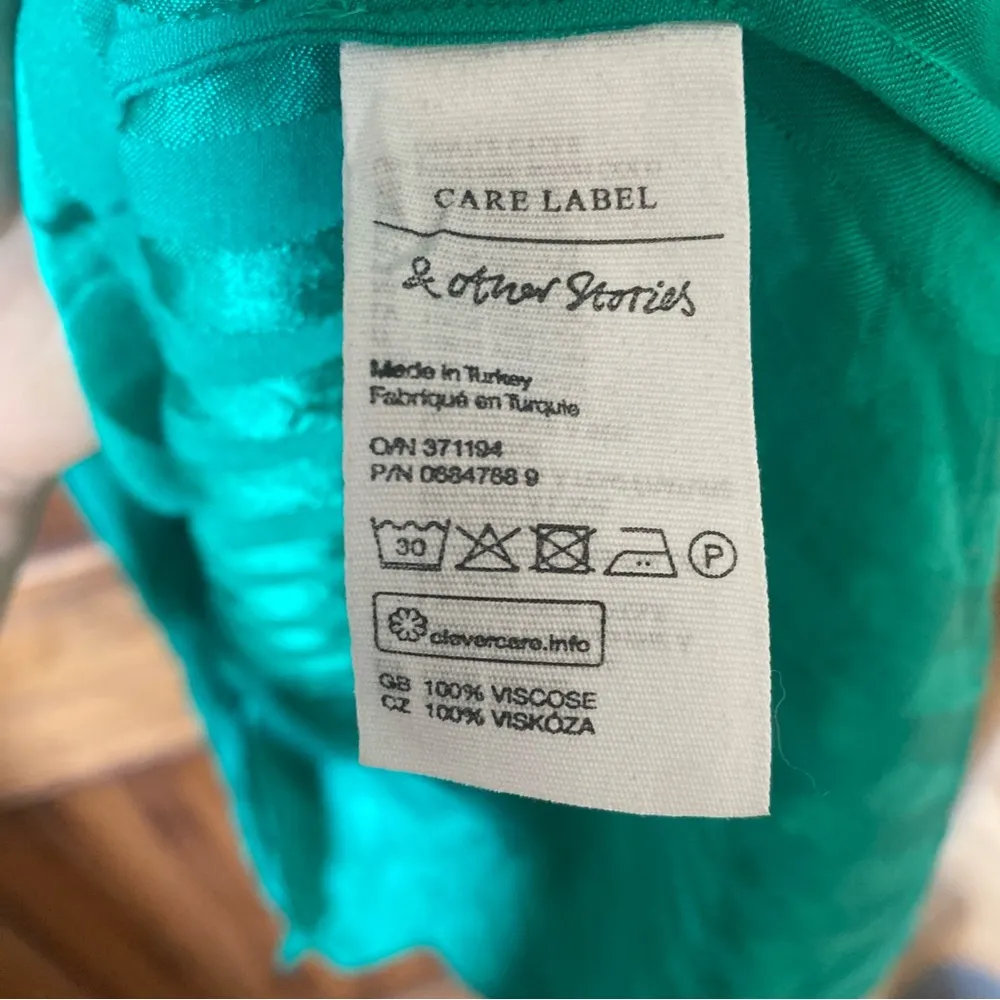 CARE LABEL
& other Stories
Made in Turkey
Fabriqué en Turquie
O/N 371194
P/N 0684788 9
30 P
clevercare.info
GB 100% VISCOSE
CZ 100% VISKÓZA